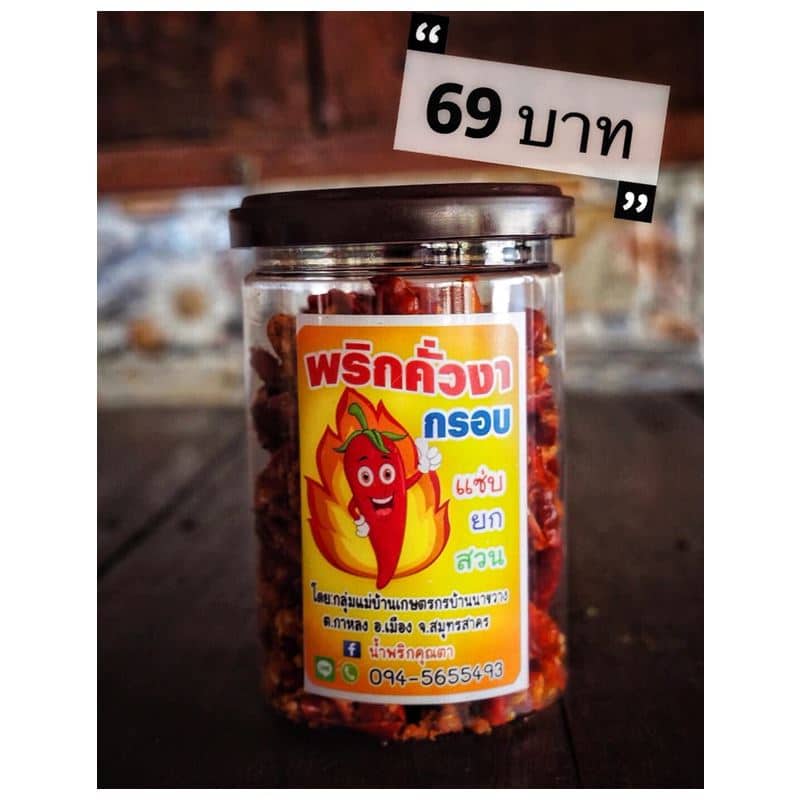 “
69 บาท
”
พริกคั่วงา
กรอบ
แซ่บ
ยก
สวน
โดย:กลุ่มแม่บ้านเกษตรกรบ้านนาขวาง
ต.กาหลง อ.เมือง จ.สมุทรสาคร
น้ำพริกคุณตา
LINE 094-5655493